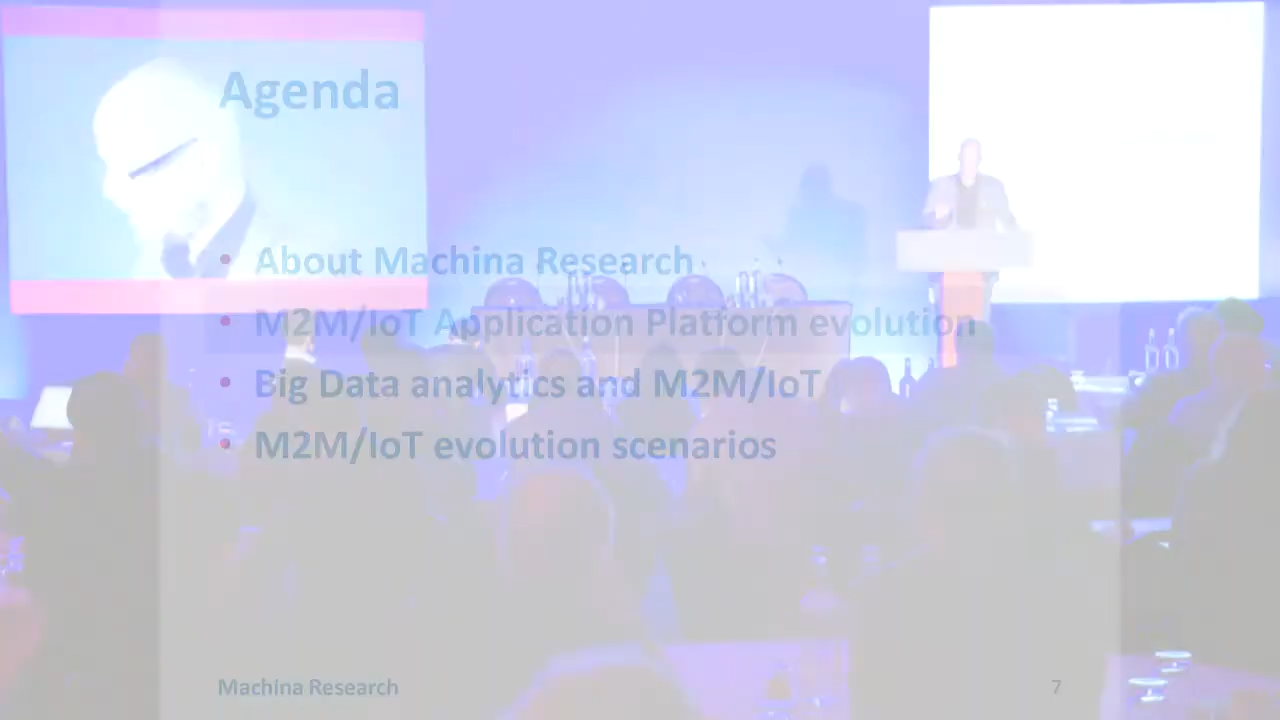 Agenda
• About Machina Research
• M2M/IoT Application Platform evolution
• Big Data analytics and M2M/IoT
• M2M/IoT evolution scenarios
Machina Research
7